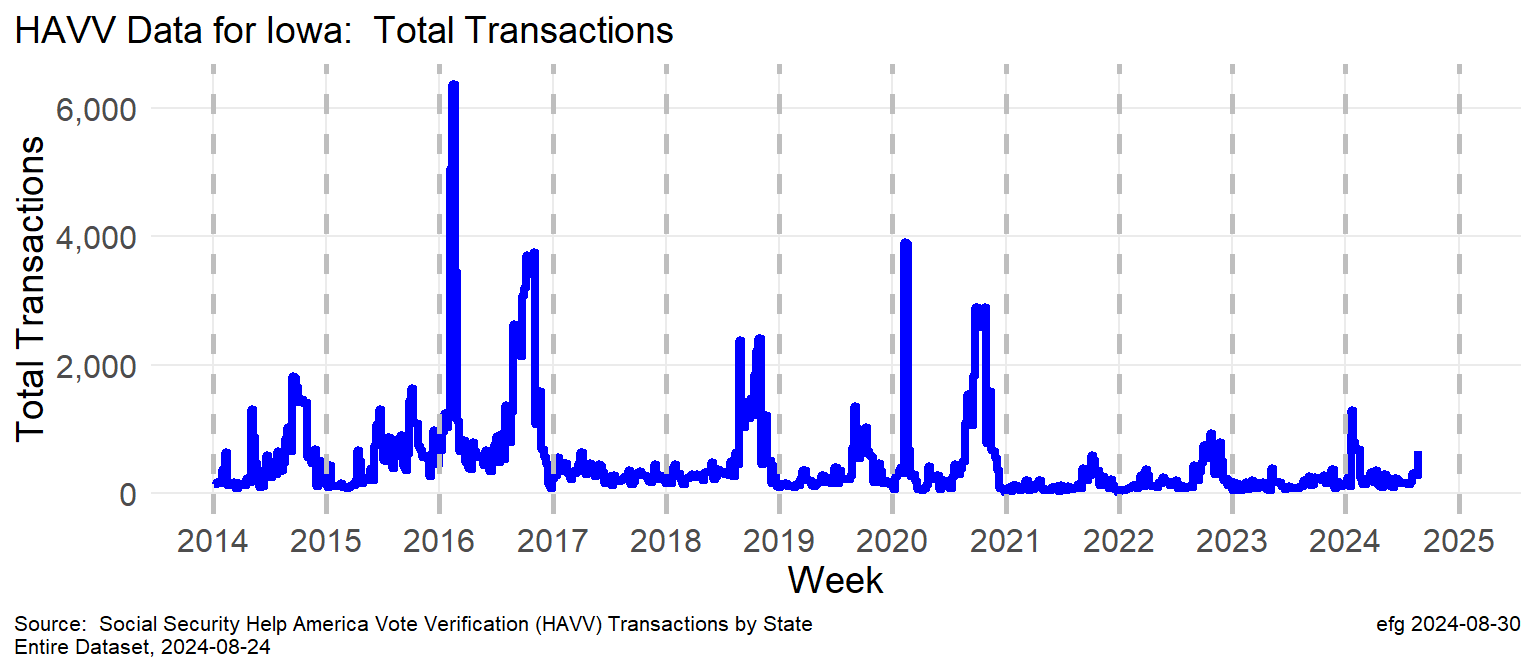 HAVV Data for Iowa:  Total Transactions
Total Transactions
6,000
4,000
2,000
0
2014 2015 2016 2017 2018 2019 2020 2021 2022 2023 2024 2025
Week
Source:  Social Security Help America Vote Verification (HAVV) Transactions by State
Entire Dataset, 2024-08-24
efg 2024-08-30